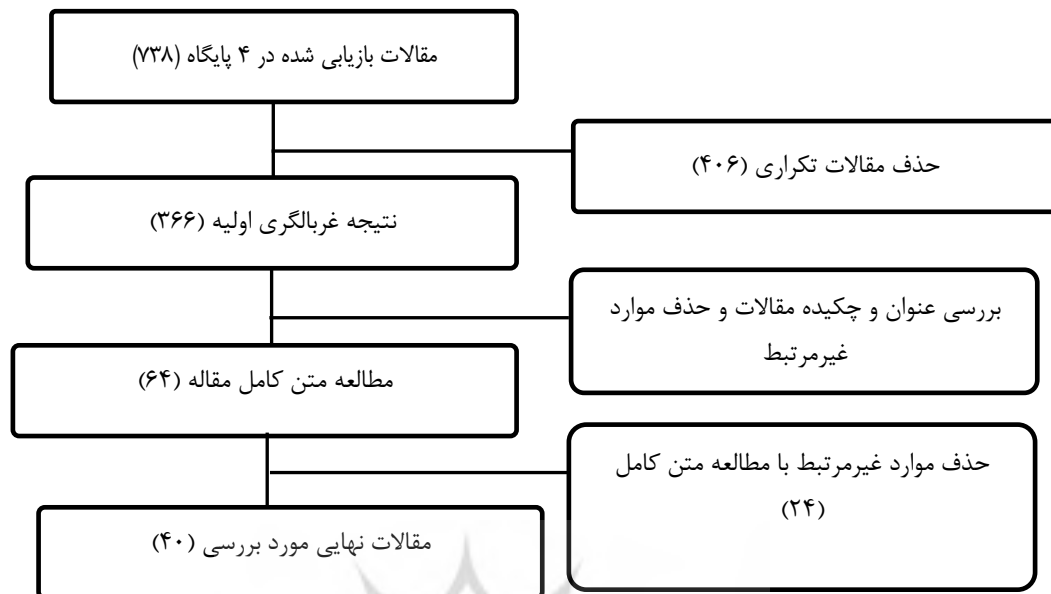 مقالات بازیابی شده در ۴ پایگاه (۷۳۸)
حذف مقالات تکراری (۴۰۶)
نتیجه غربالگری اولیه (۳۶۶)
بررسی عنوان و چکیده مقالات و حذف موارد
غیرمرتبط
مطالعه متن کامل مقاله (۶۴)
حذف موارد غیرمرتبط با مطالعه متن کامل
(۲۴)
مقالات نهایی مورد بررسی (۴۰)